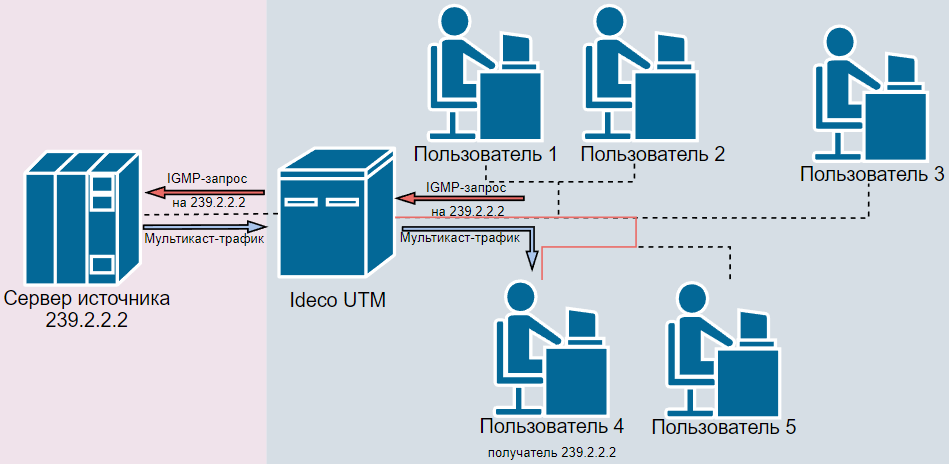 Пользователь 1
Пользователь 2
Пользователь 3
IGMP-запрос
на 239.2.2.2
Мультикаст-трафик
IGMP-запрос
на 239.2.2.2
Мультикаст-трафик
Сервер источника
239.2.2.2
Ideco UTM
Пользователь 4
получатель 239.2.2.2
Пользователь 5